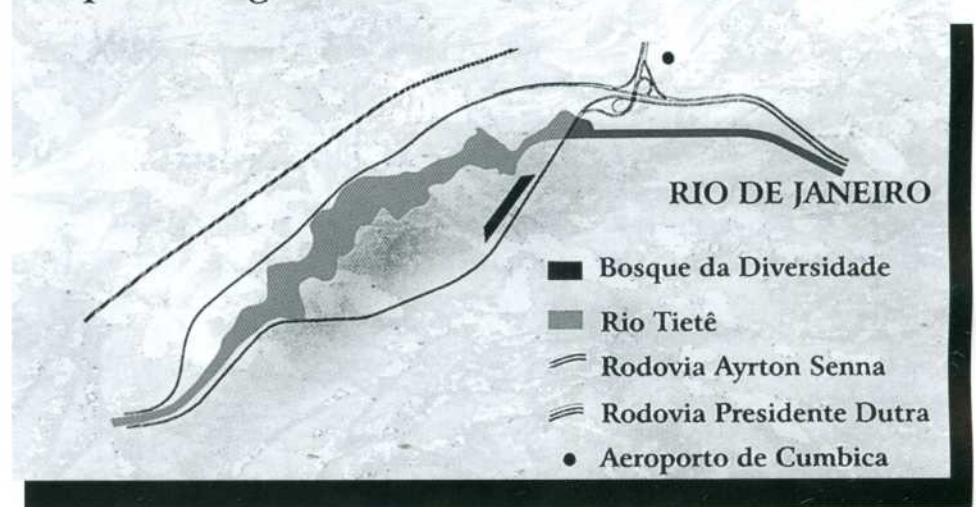 RIO DE JANEIRO
Bosque da Diversidade
Rio Tietê
Rodovia Ayrton Senna
Rodovia Presidente Dutra
Aeroporto de Cumbica